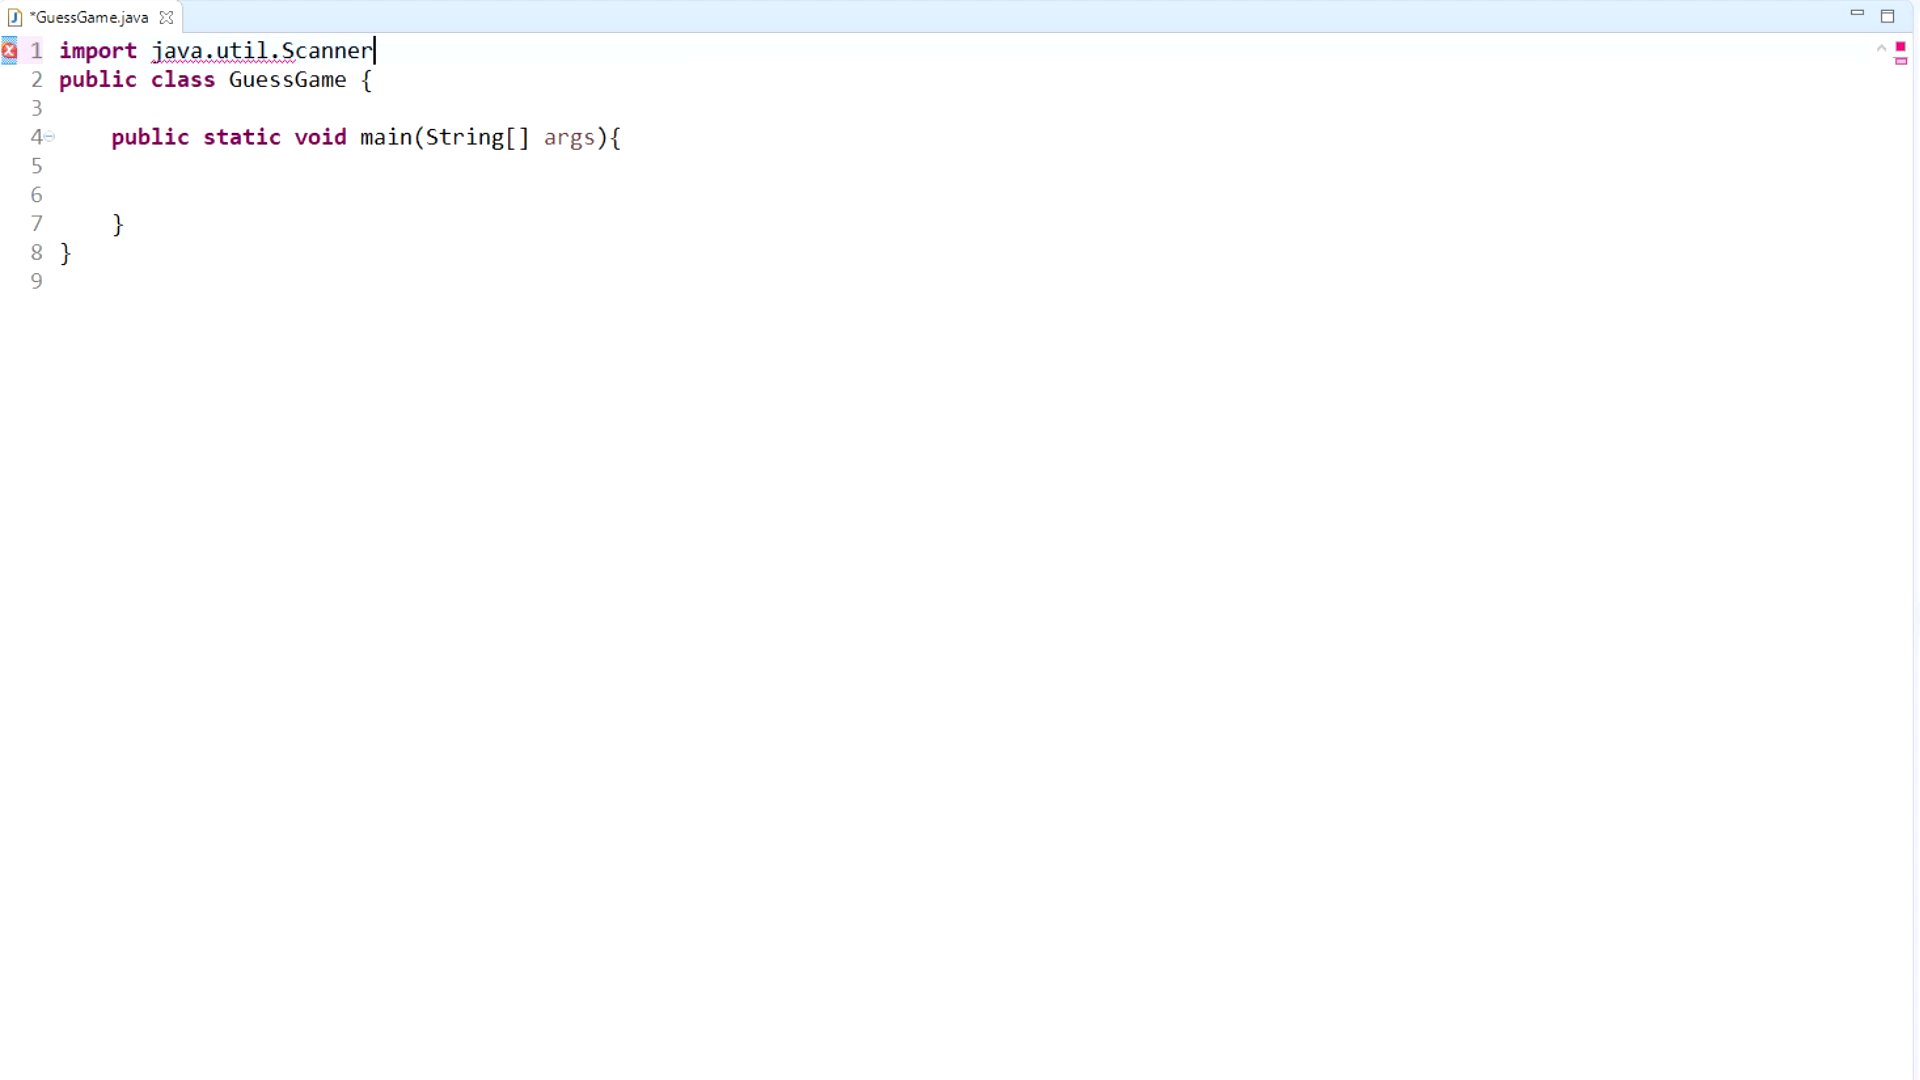 *GuessGame.java
1 import java.util.Scanner
2 public class GuessGame {
3
4 public static void main(String[] args){
5
6
7 }
8 }
9